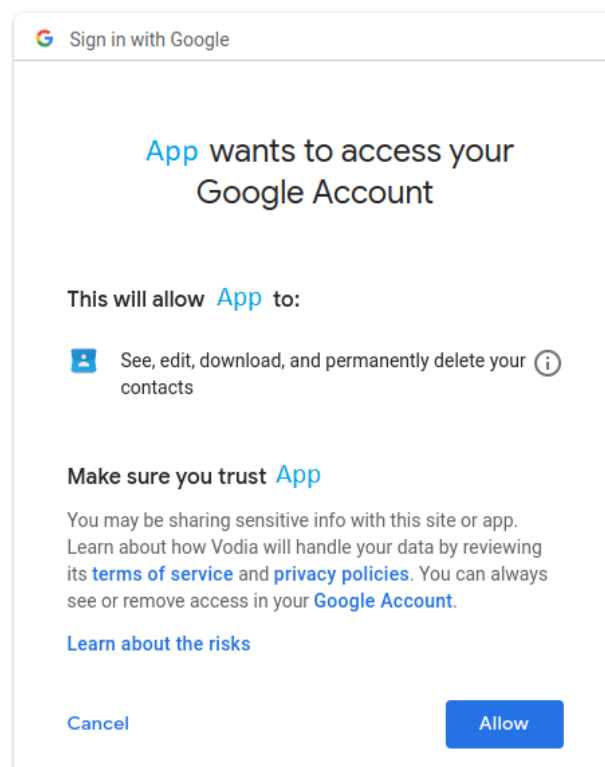 Sign in with Google
App wants to access your
Google Account
This will allow App to:
See, edit, download, and permanently delete your
contacts
Make sure you trust App
You may be sharing sensitive info with this site or app.
Learn about how Vodia will handle your data by reviewing
its terms of service and privacy policies. You can always
see or remove access in your Google Account.
Learn about the risks
Cancel
Allow